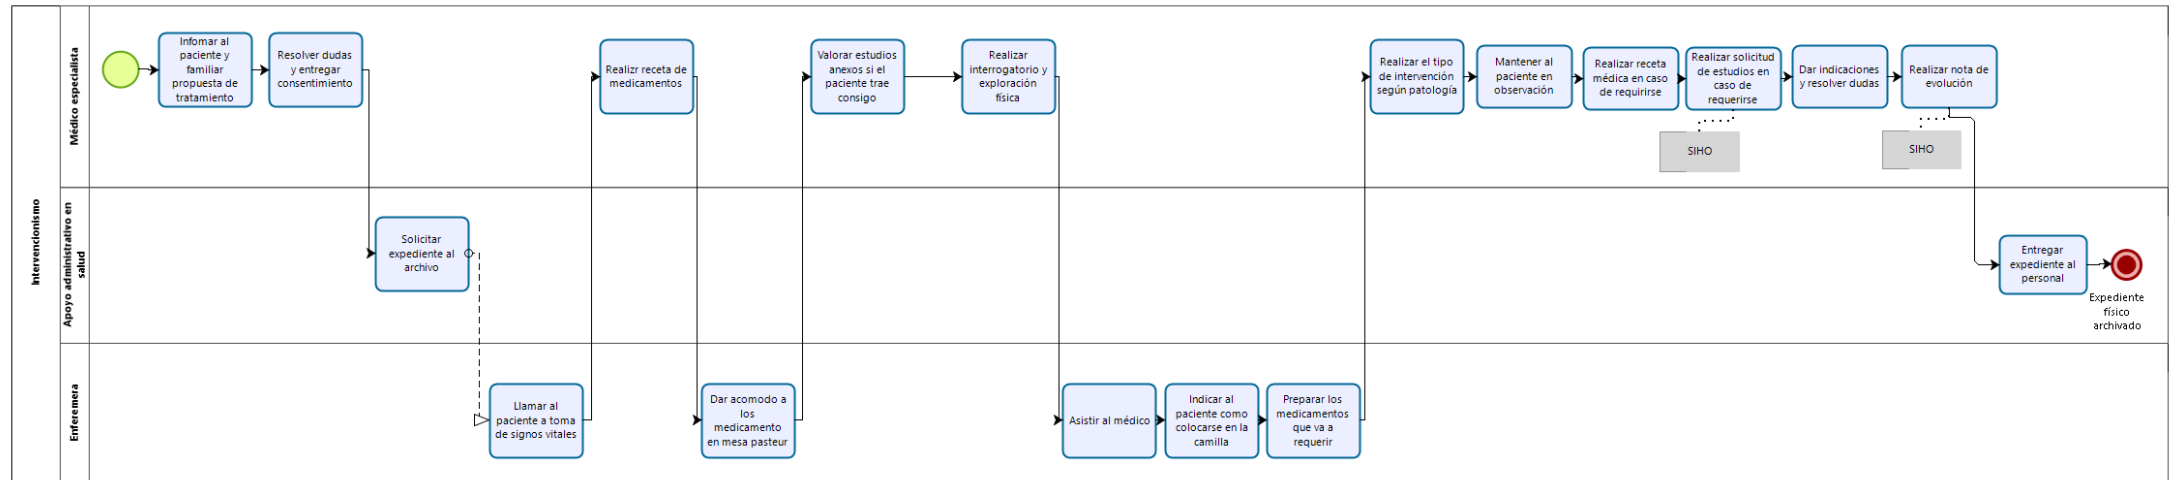 Intervencionismo
Médico especialista
Infomar al
paciente y
familiar
propuesta de
tratamiento
Resolver dudas
y entregar
consentimiento
Realizr receta de
medicamentos
Valorar estudios
anexos si el
paciente trae
consigo
Realizar
interrogatorio y
exploración
física
Realizar el tipo
de intervención
según patología
Mantener al
paciente en
observación
Realizar receta
médica en caso
de requirirse
Realizar solicitud
de estudios en
caso de
requerirse
Dar indicaciones
y resolver dudas
Realizar nota de
evolución
SIHO
SIHO
Apoyo administrativo en
salud
Solicitar
expediente al
archivo
Entregar
expediente al
personal
Expediente
físico
archivado
Enferemera
Llamar al
paciente a toma
de signos vitales
Dar acomodo a
los
medicamento
en mesa pasteur
Asistir al médico
Indicar al
paciente como
colocarse en la
camilla
Preparar los
medicamentos
que va a
requerir